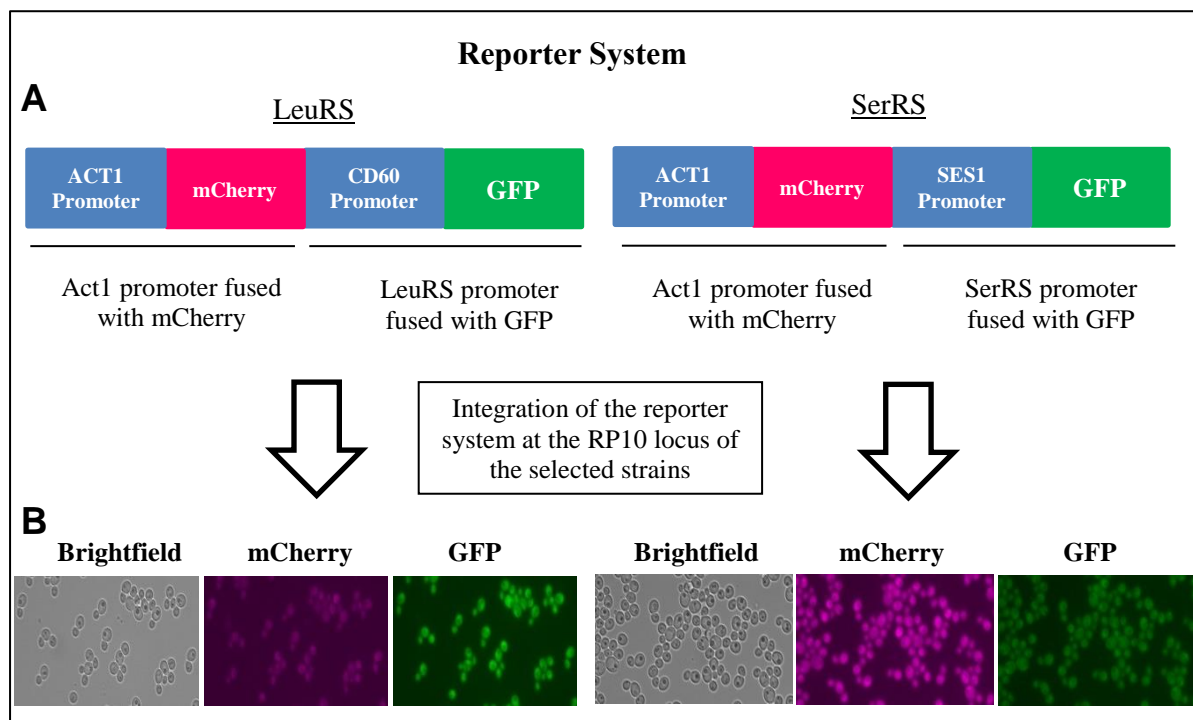 Reporter System
A
LeuRS
SerRS
ACT1
Promoter
mCherry
CD60
Promoter
GFP
ACT1
Promoter
mCherry
SES1
Promoter
GFP
Act1 promoter fused
with mCherry
LeuRS promoter
fused with GFP
Act1 promoter fused
with mCherry
SerRS promoter
fused with GFP
Integration of the reporter
system at the RP10 locus of
the selected strains
B
Brightfield
mCherry
GFP
Brightfield
mCherry
GFP